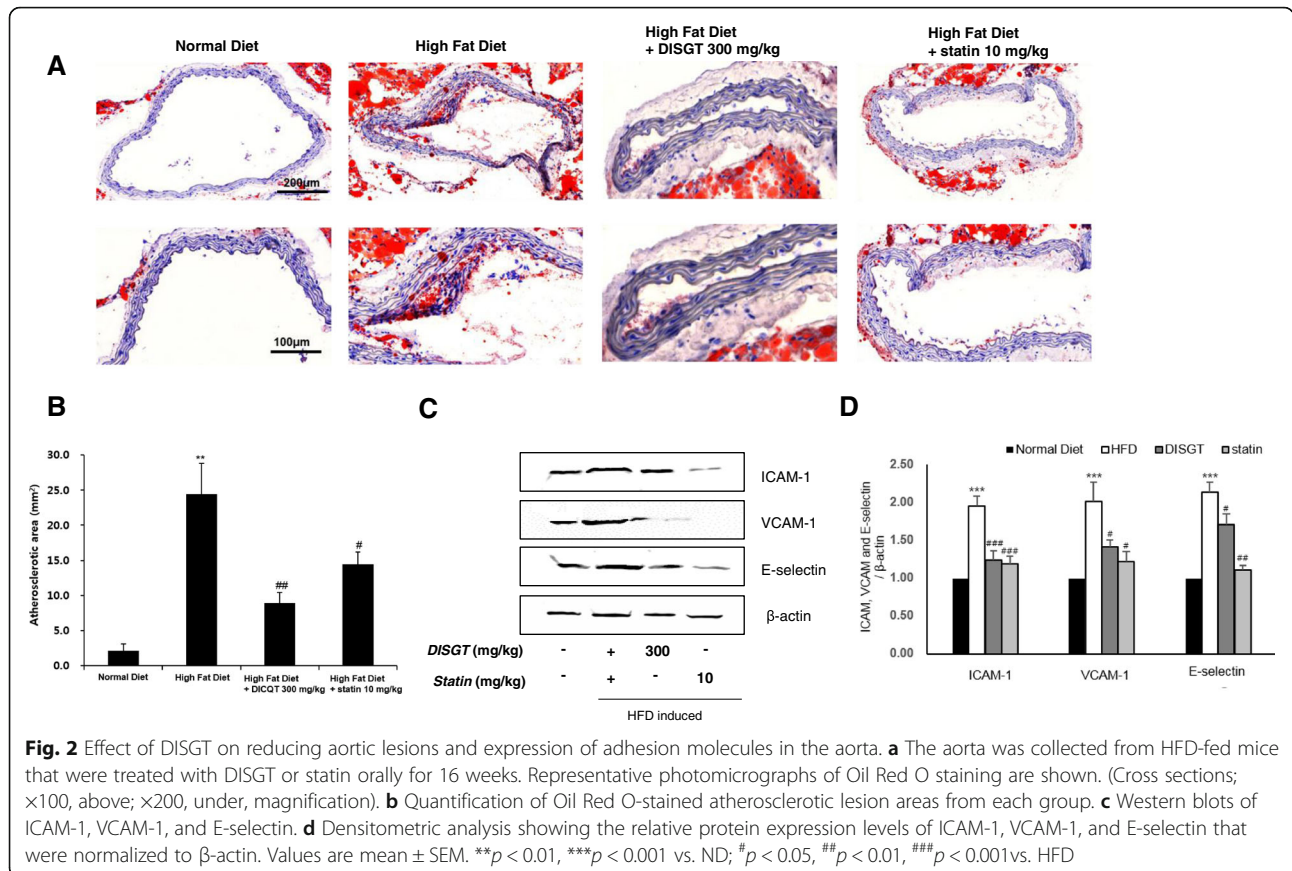 Normal Diet
High Fat Diet
High Fat Diet
+ DISGT 300 mg/kg
High Fat Diet
+ statin 10 mg/kg
A
200μm
100μm
B
Atherosclerotic area (mm²)
30.0
25.0
20.0
15.0
10.0
5.0
0.0
**
##
#
Normal Diet
High Fat Diet
High Fat Diet
+ DICQT 300 mg/kg
High Fat Diet
+ statin 10 mg/kg
C
ICAM-1
VCAM-1
E-selectin
β-actin
DISGT (mg/kg) - + 300 -
Statin (mg/kg) - + - 10
HFD induced
D
Normal Diet HFD DISGT statin
ICAM, VCAM and E-selectin
/ β-actin
2.50
2.00
1.50
1.00
0.50
0.00
***
###
###
***
#
#
***
#
##
ICAM-1
VCAM-1
E-selectin
Fig. 2 Effect of DISGT on reducing aortic lesions and expression of adhesion molecules in the aorta. a The aorta was collected from HFD-fed mice
that were treated with DISGT or statin orally for 16 weeks. Representative photomicrographs of Oil Red O staining are shown. (Cross sections;
×100, above; ×200, under, magnification). b Quantification of Oil Red O-stained atherosclerotic lesion areas from each group. c Western blots of
ICAM-1, VCAM-1, and E-selectin. d Densitometric analysis showing the relative protein expression levels of ICAM-1, VCAM-1, and E-selectin that
were normalized to β-actin. Values are mean ± SEM. **p < 0.01, ***p < 0.001 vs. ND; #p < 0.05, ##p < 0.01, ###p < 0.001vs. HFD